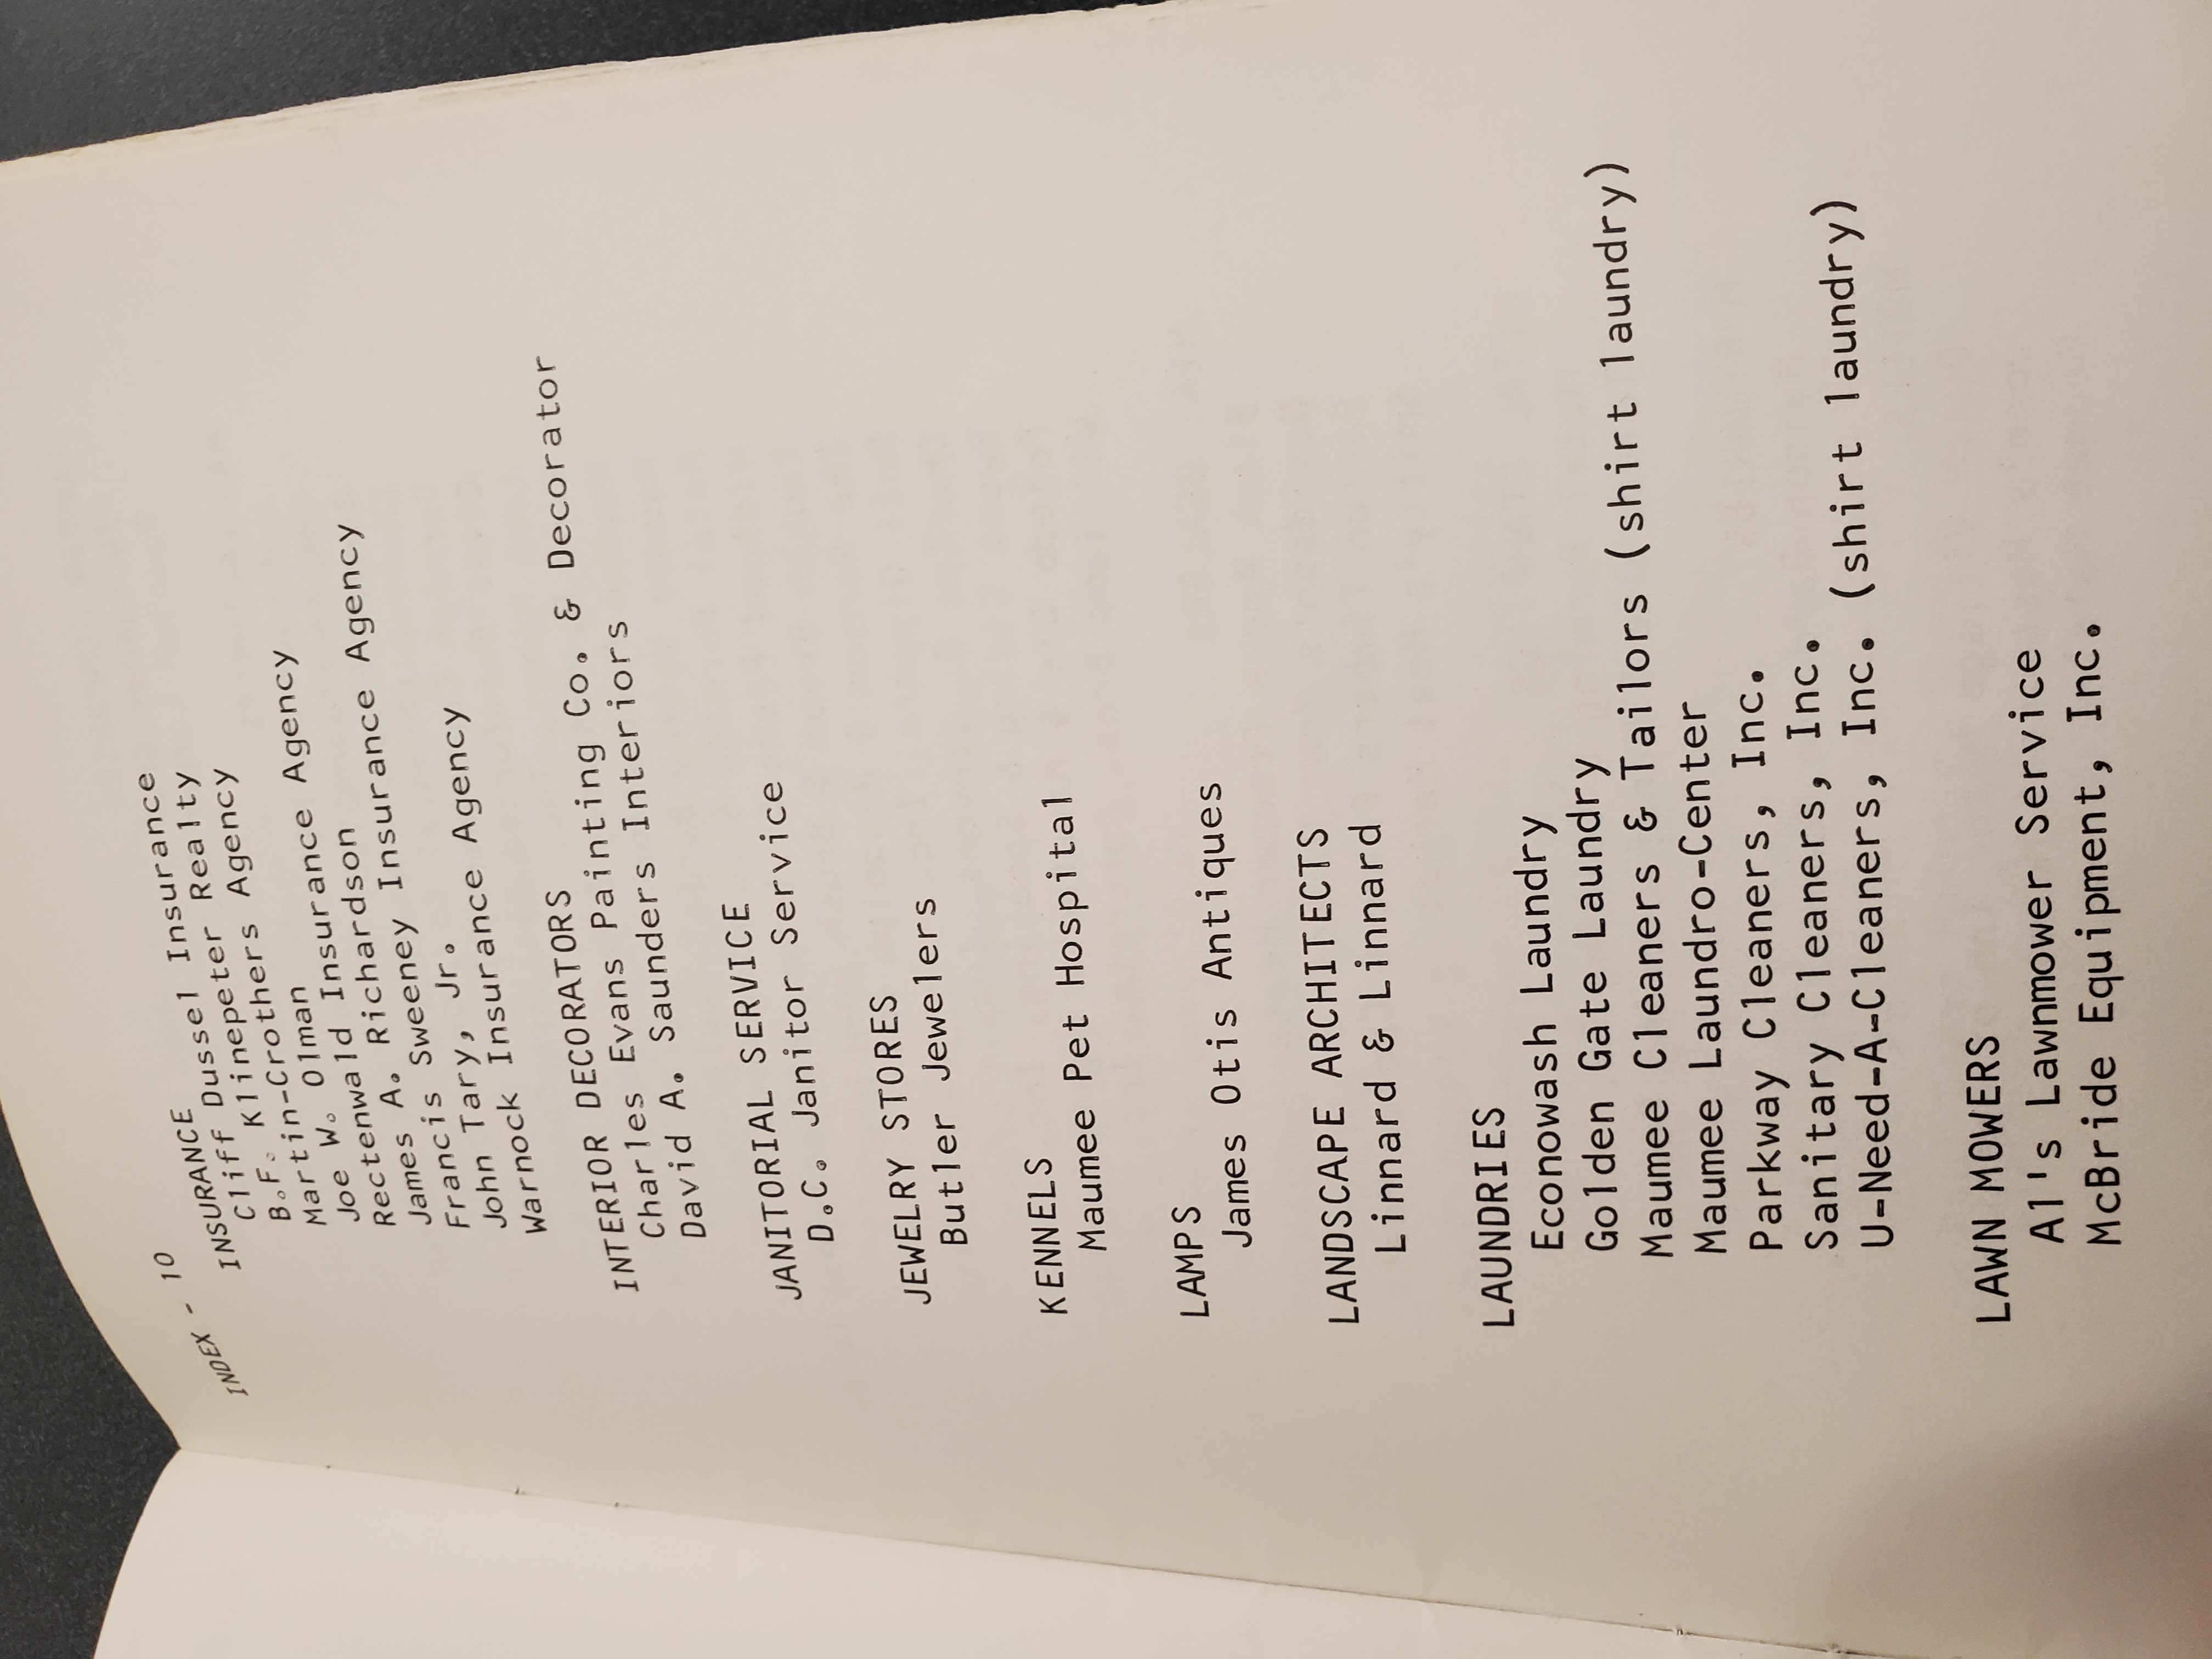 INDEX - 10
INSURANCE
INSURANCE
Cliff Dussel Insurance
B.F. Klinepeter Realty
Martin-Crothers Agency
Joe W. Olman
Rectenwald Insurance Agency
James A. Richardson
Francis Sweeney Insurance Agency
John Tary, Jr.
Warnock Insurance Agency
INTERIOR DECORATORS
Charles Evans Painting Co. & Decorator
David A. Saunders Interiors
JANITORIAL SERVICE
D.C. Janitor Service
JEWELRY STORES
Butler Jewelers
KENNELS
Maumee Pet Hospital
LAMPS
James Otis Antiques
LANDSCAPE ARCHITECTS
Linnard & Linnard
LAUNDRIES
Econowash Laundry
Golden Gate Laundry
Maumee Cleaners & Tailors (shirt laundry)
Maumee Laundro-Center
Parkway Cleaners, Inc.
Sanitary Cleaners, Inc.
U-Need-A-Cleaners, Inc. (shirt laundry)
LAWN MOWERS
Al's Lawnmower Service
McBride Equipment, Inc.